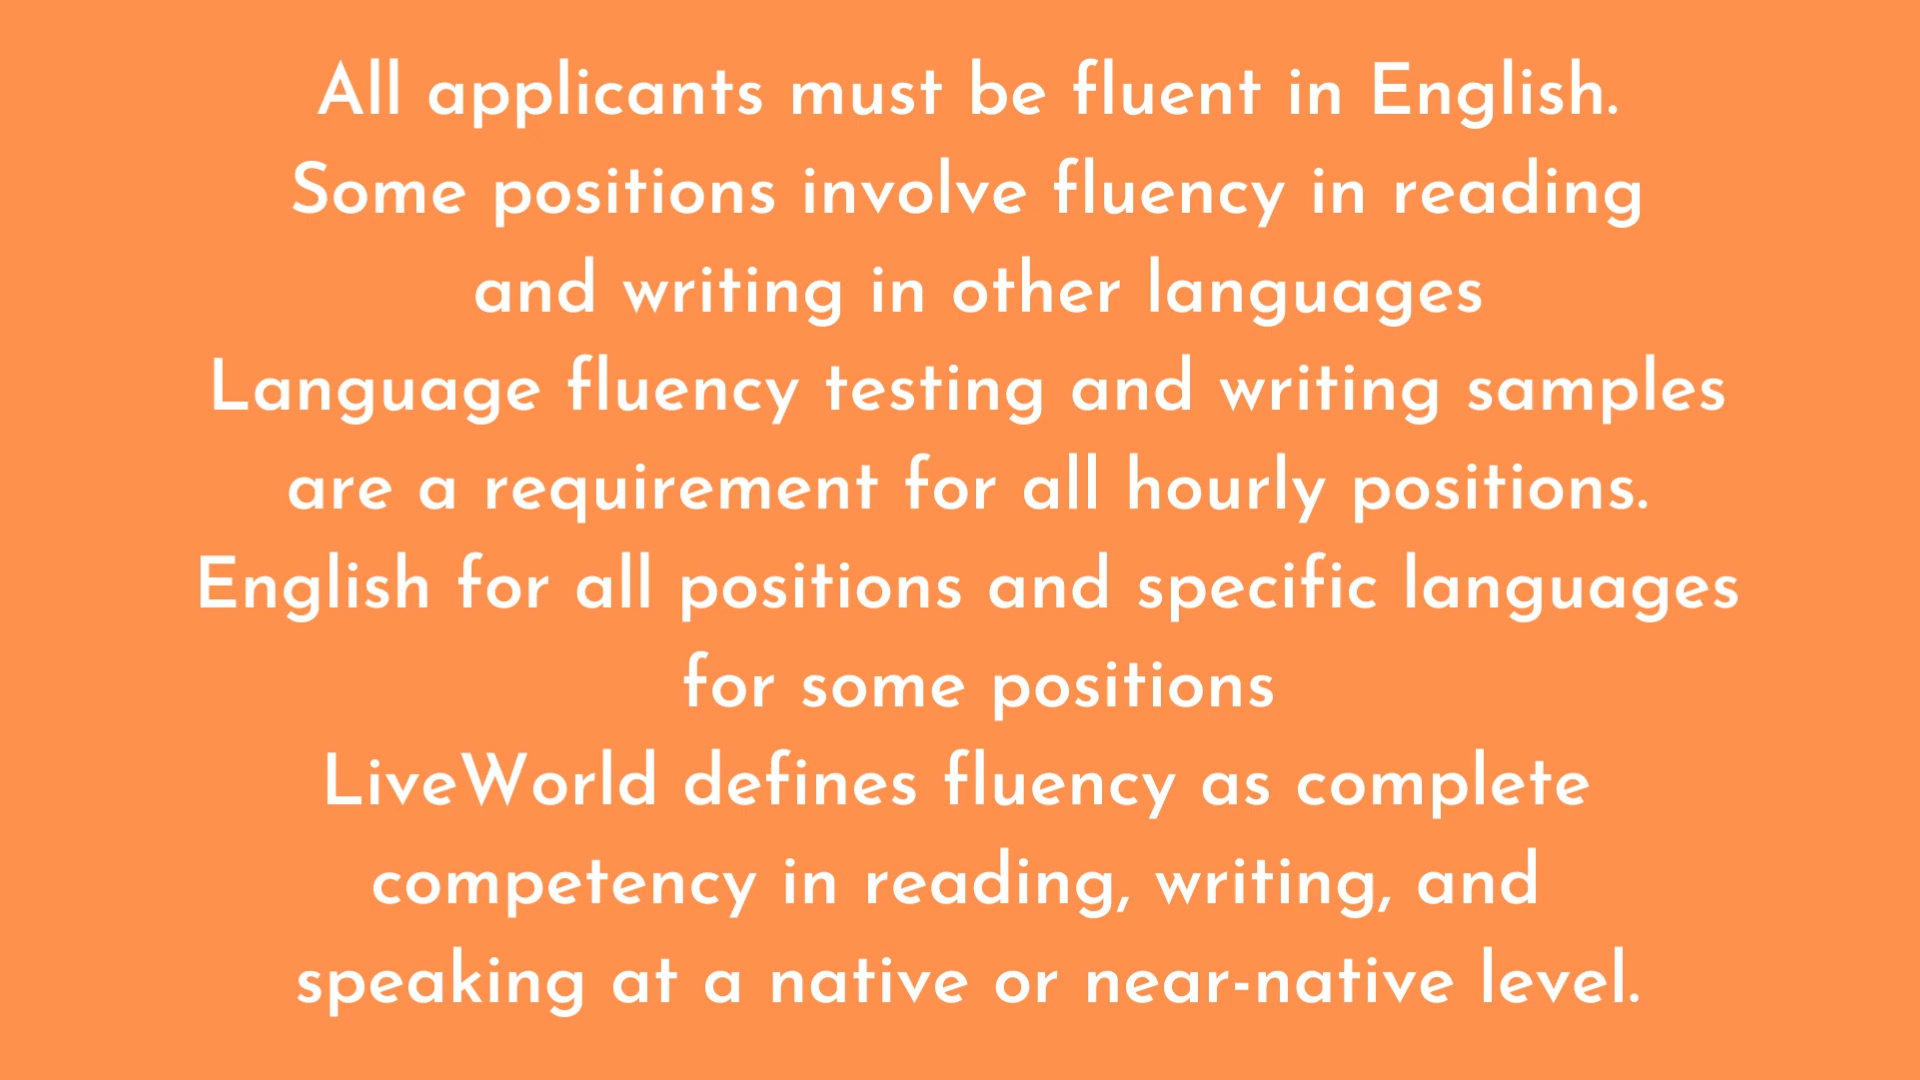 All applicants must be fluent in English.
Some positions involve fluency in reading
and writing in other languages
Language fluency testing and writing samples
are a requirement for all hourly positions.
English for all positions and specific languages
for some positions
LiveWorld defines fluency as complete
competency in reading, writing, and
speaking at a native or near-native level.